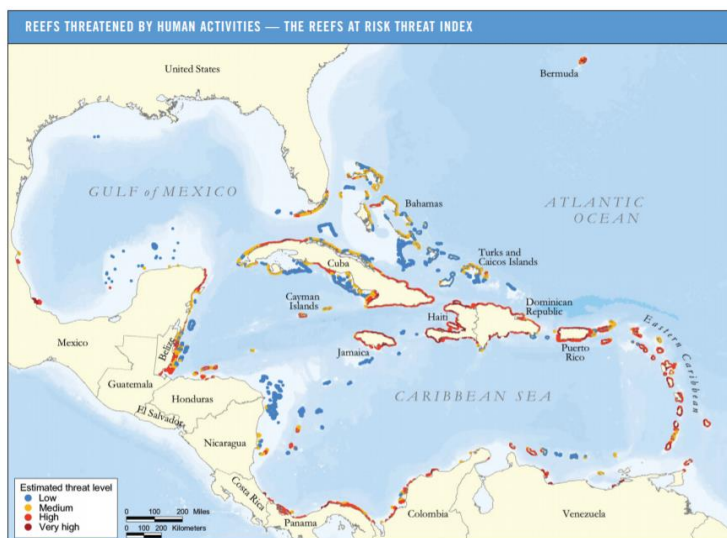 REEFS THREATENED BY HUMAN ACTIVITIES — THE REEFS AT RISK THREAT INDEX
United States
Bermuda
GULF of MEXICO
ATLANTIC
OCEAN
Bahamas
Turks and
Caicos Islands
Cuba
Cayman
Islands
Haiti
Dominican
Republic
Jamaica
Puerto
Rico
Eastern Caribbean
Mexico
Belize
Guatemala
Honduras
El Salvador
CARIBBEAN SEA
Nicaragua
Costa Rica
Panama
Colombia
Venezuela
Estimated threat level
Low
Medium
High
Very high
0 100 200 Miles
0 100 200 Kilometers